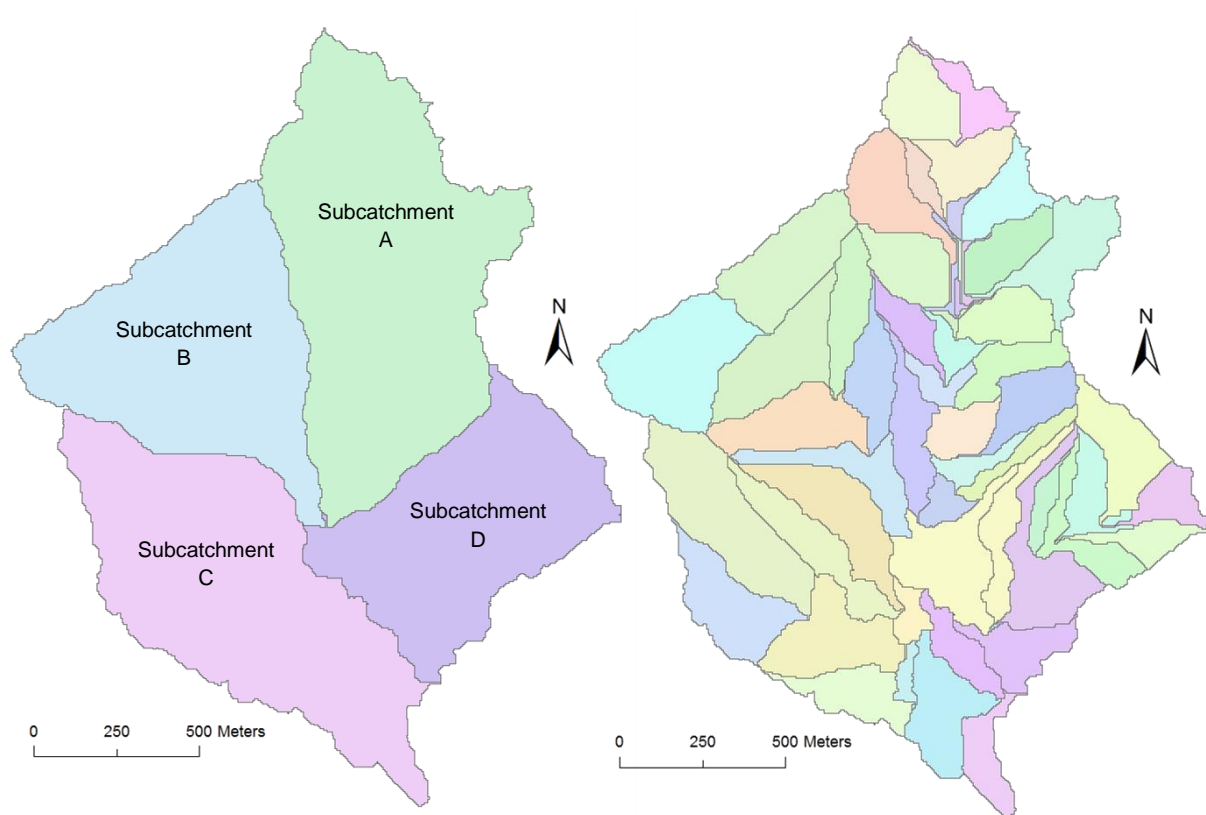 Subcatchment
A
Subcatchment
B
N
Subcatchment
D
Subcatchment
C
0 250 500 Meters
N
0 250 500 Meters